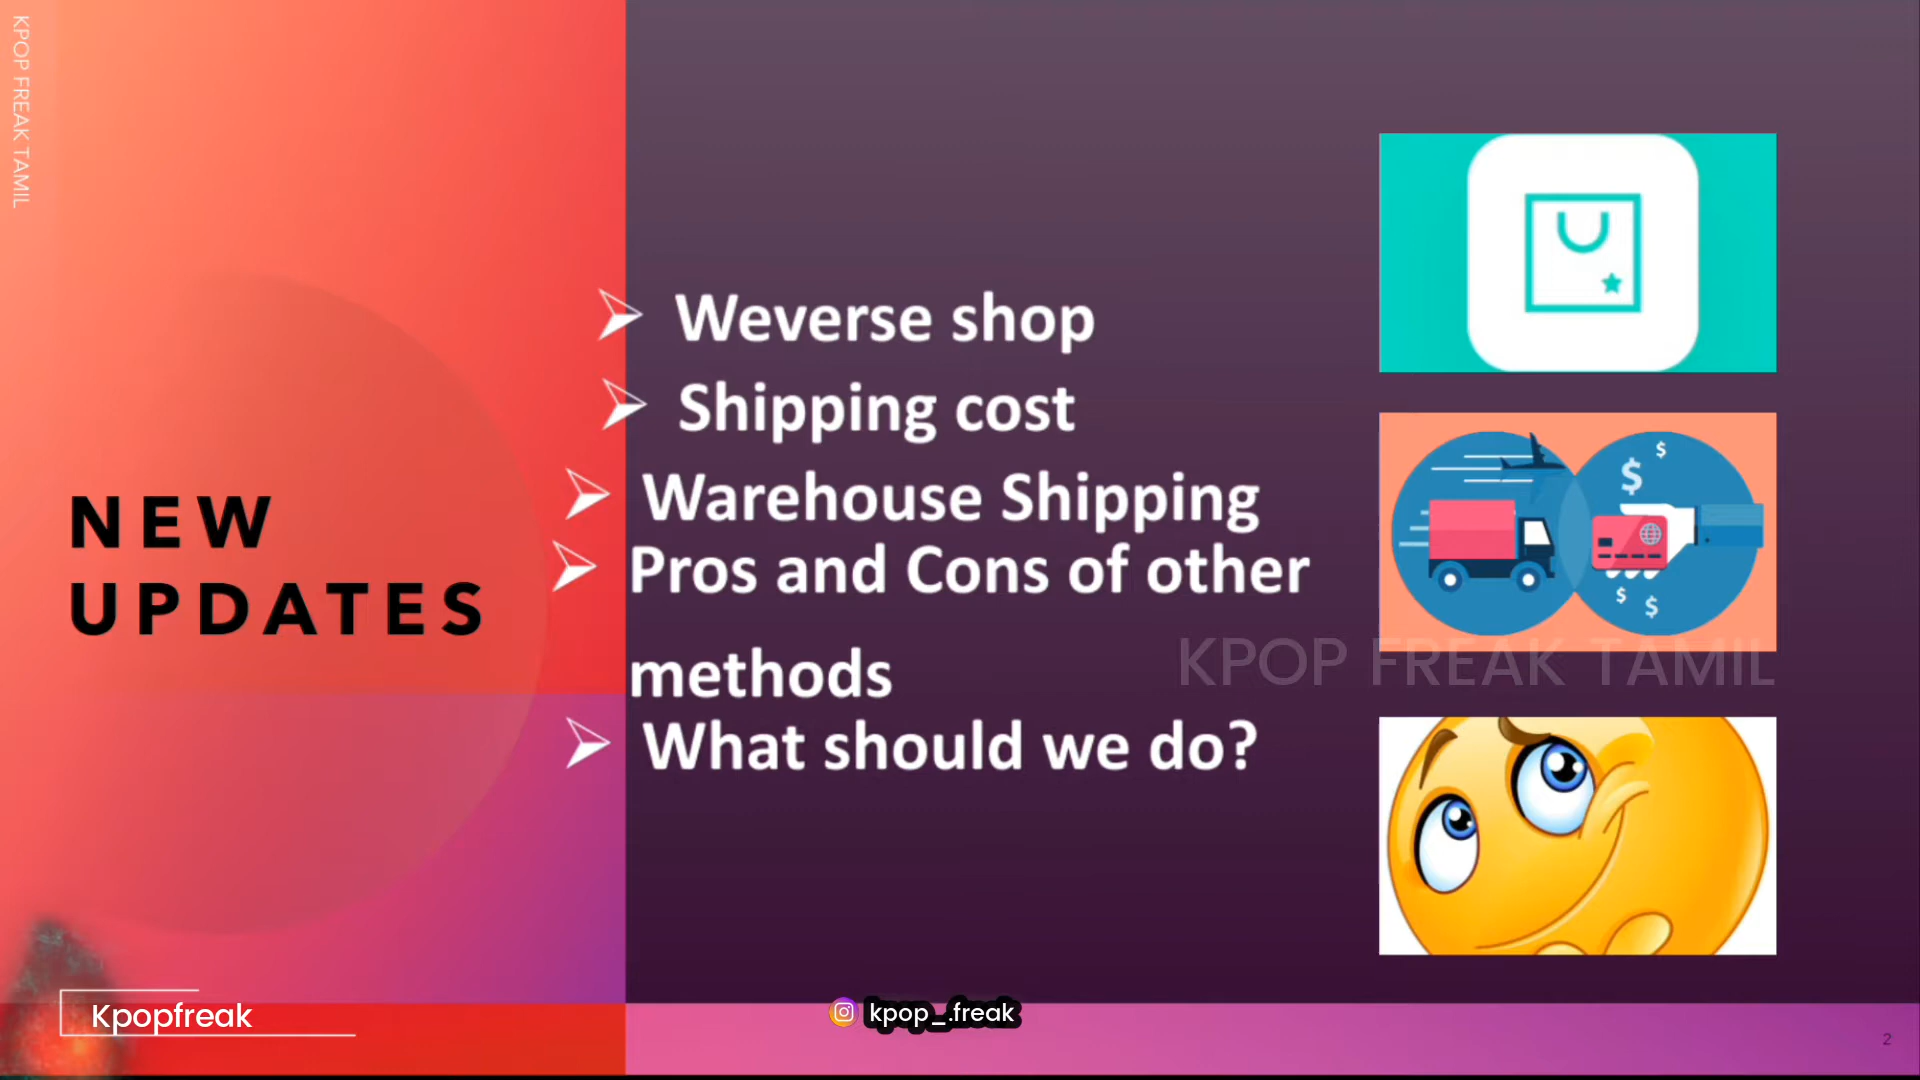 KPOP FREAK TAMIL
NEW
UPDATES
Weverse shop
Shipping cost
Warehouse Shipping
Pros and Cons of other
methods
What should we do?
$
$
$
$
KPOP FREAK TAMIL
Kpopfreak
kpop_.freak
2